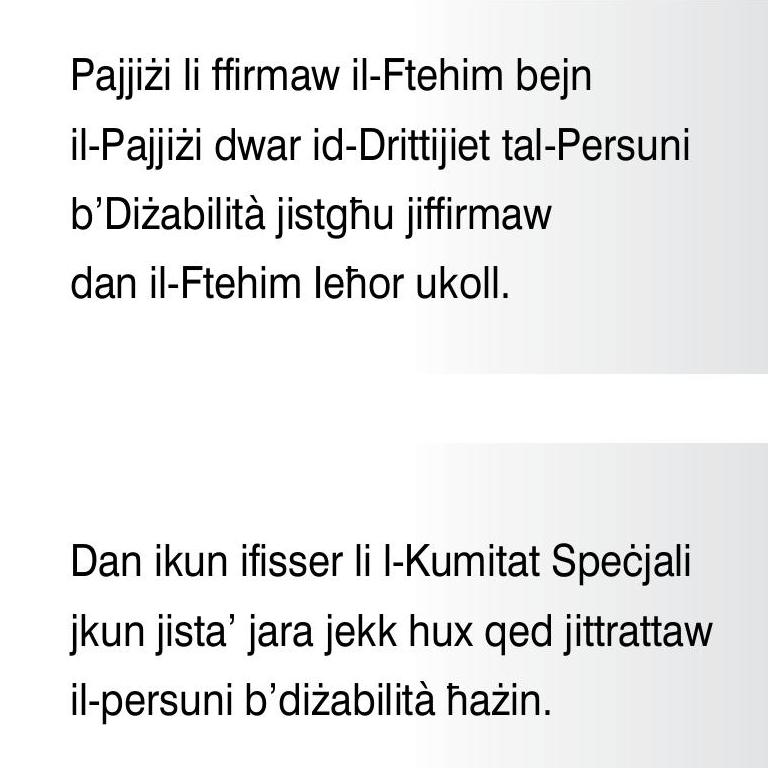 Pajjiżi li ffirmaw il-Ftehim bejn
il-Pajjiżi dwar id-Drittijiet tal-Persuni
b’Diżabilità jistgħu jiffirmaw
dan il-Ftehim leħor ukoll.
Dan ikun ifisser li l-Kumitat Speċjali
jkun jista’ jara jekk hux qed jittrattaw
il-persuni b’diżabilità ħażin.